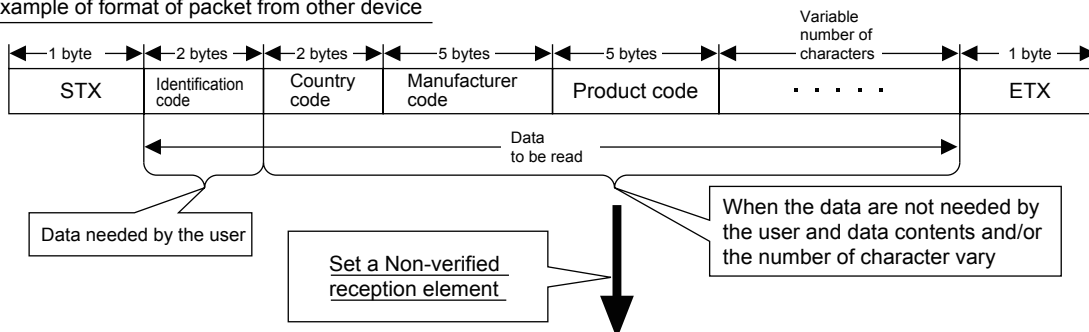 xample of format of packet from other device
Variable
number of
characters
1 byte
2 bytes
2 bytes
5 bytes
5 bytes
1 byte
STX
Identification
code
Country
code
Manufacturer
code
Product code
. . . . .
ETX
Data
to be read
Data needed by the user
When the data are not needed by
the user and data contents and/or
the number of character vary
Set a Non-verified
reception element